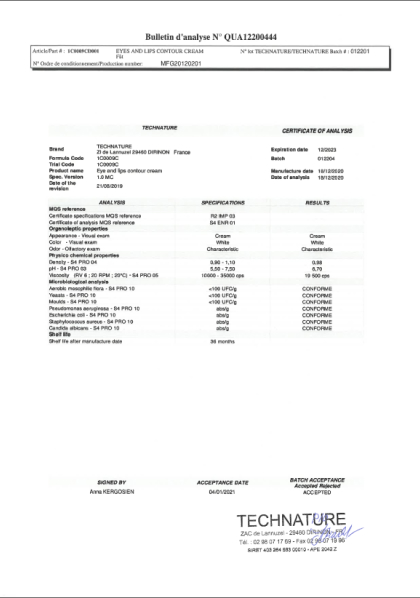 Bulletin d'analyse N° QUA12200444
Article/Part # : 1C0009CD001 EYES AND LIPS CONTOUR CREAM N° lot TECHNATURE/TECHNATURE Batch # : 012201
Fût
N° Ordre de conditionnement/Production number MFG20120201
TECHNATURE CERTIFICATE OF ANALYSIS
Brand TECHNATURE
ZI de Lannuzel 29460 DIRINON France Expiration date 12/2023
Formula Code 1C0009C Batch 012204
Trial Code 1C0009C
Product name Eye and lips contour cream Manufacture date 10/12/2020
Spec. Version 1.0 MC Date of analysis 10/12/2020
Date of the revision 21/08/2019
ANALYSIS SPECIFICATIONS RESULTS
MQS reference
Certificate specifications MQS reference R2 IMP 03
Certificate of analysis MQS reference S4 ENR 01
Organoleptic properties
Appearance - Visual exam Cream Cream
Color - Visual exam White White
Odor - Olfactory exam Characteristic Characteristic
Physico chemical properties
Density - S4 PRO 04 0,90 - 1,10 0,98
pH - S4 PRO 03 5,50 - 7,50 6,70
Viscosity (RV 6 ; 20 RPM ; 20°C) - S4 PRO 05 10000 - 35000 cps 19 500 cps
Microbiological analysis
Aerobic mesophile flora - S4 PRO 10 <100 UFC/g CONFORME
Yeasts - S4 PRO 10 <100 UFC/g CONFORME
Moulds - S4 PRO 10 <100 UFC/g CONFORME
Pseudomonas aeruginosa - S4 PRO 10 abs/g CONFORME
Escherichia coli - S4 PRO 10 abs/g CONFORME
Staphylococcus aureus - S4 PRO 10 abs/g CONFORME
Candida albicans - S4 PRO 10 abs/g CONFORME
Shelf life
Shelf life after manufacture date 36 months
SIGNED BY ACCEPTANCE DATE BATCH ACCEPTANCE
Accepted Rejected
Anna KERGOSIEN 04/01/2021 ACCEPTED
TECHNATURE
ZAC de Lannuzel - 29460 DIRINON - FR
Tél. : 02 98 07 17 69 - Fax 02 98 07 19 96
SIRET 403 264 883 00010 - APE 2042 Z